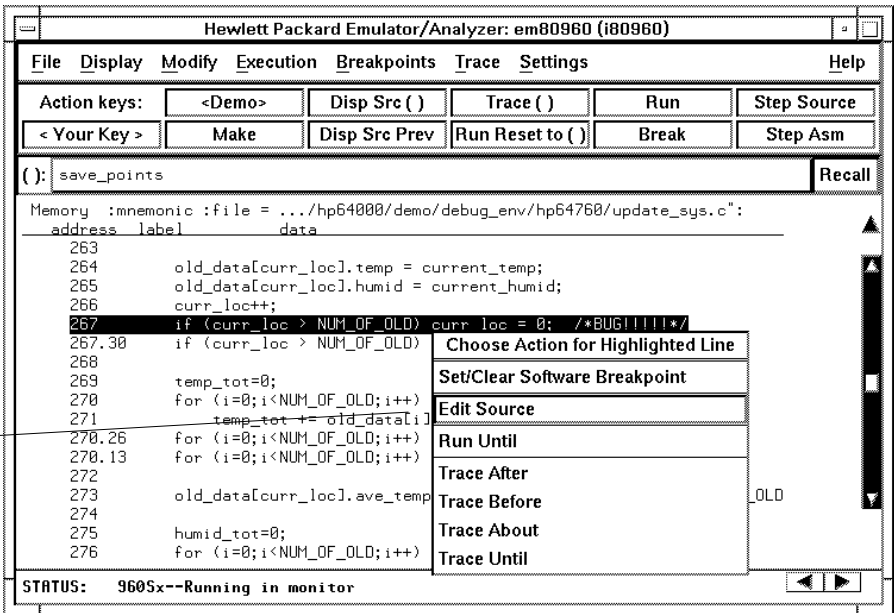 Hewlett Packard Emulator/Analyzer: em80960 (i80960)
File Display Modify Execution Breakpoints Trace Settings Help
Action keys: <Demo> Disp Src ( ) Trace ( ) Run Step Source
< Your Key > Make Disp Src Prev Run Reset to ( ) Break Step Asm
( ): save_points Recall
Memory :mnemonic :file = .../hp64000/demo/debug_env/hp64760/update_sys.c":
address label data
263
264 old_data[curr_loc].temp = current_temp;
265 old_data[curr_loc].humid = current_humid;
266 curr_loc++;
267 if (curr_loc > NUM_OF_OLD) curr_loc = 0; /*BUG!!!!!*/
267.30 if (curr_loc > NUM_OF_OLD)
268
269 temp_tot=0;
270 for (i=0;i<NUM_OF_OLD;i++)
271 temp_tot += old_data[i]
270.26 for (i=0;i<NUM_OF_OLD;i++)
270.13 for (i=0;i<NUM_OF_OLD;i++)
272
273 old_data[curr_loc].ave_temp _OLD
274
275 humid_tot=0;
276 for (i=0;i<NUM_OF_OLD;i++)
Choose Action for Highlighted Line
Set/Clear Software Breakpoint
Edit Source
Run Until
Trace After
Trace Before
Trace About
Trace Until
STATUS: 960Sx--Running in monitor